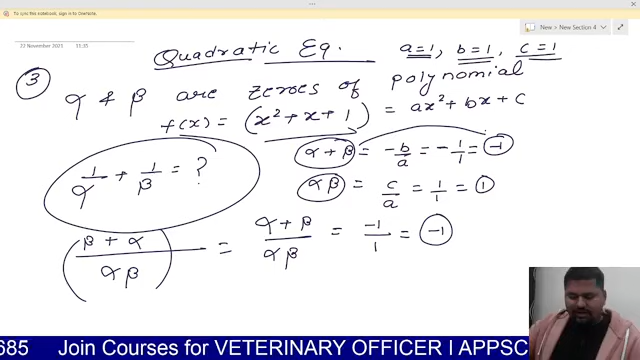 To sync this notebook, sign in to OneNote.
New
New Section 4
22 November 2021 11:35
Quadratic Eq.
a=1, b=1, c=1
3
α & β are zeroes of polynomial
f(x) = (x²+x+1) = ax²+bx+c
1/α + 1/β = ?
α+β = -b/a = -1/1 = -1
αβ = c/a = 1/1 = 1
(β+α/αβ) = α+β/αβ = -1/1 = -1
685 Join Courses for VETERINARY OFFICER I APPSC